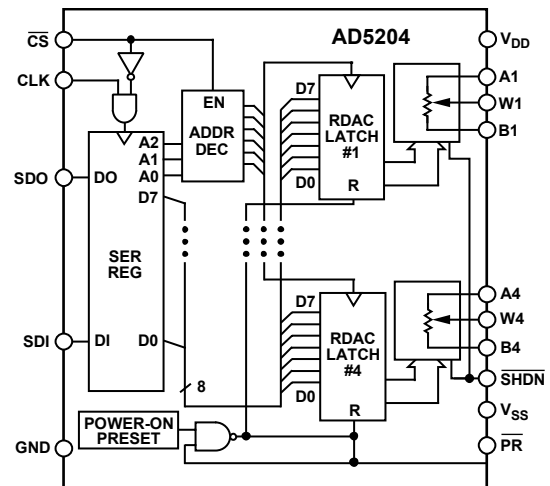 CS
AD5204
VDD
CLK
A1
D7
EN
W1
RDAC
LATCH
#1
ADDR
DEC
A2
A1
A0
B1
SDO
DO
D7
D0
R
SER
REG
D7
A4
RDAC
LATCH
#4
W4
SDI
DI
D0
B4
SHDN
8
D0
VSS
R
POWER-ON
PRESET
GND
PR